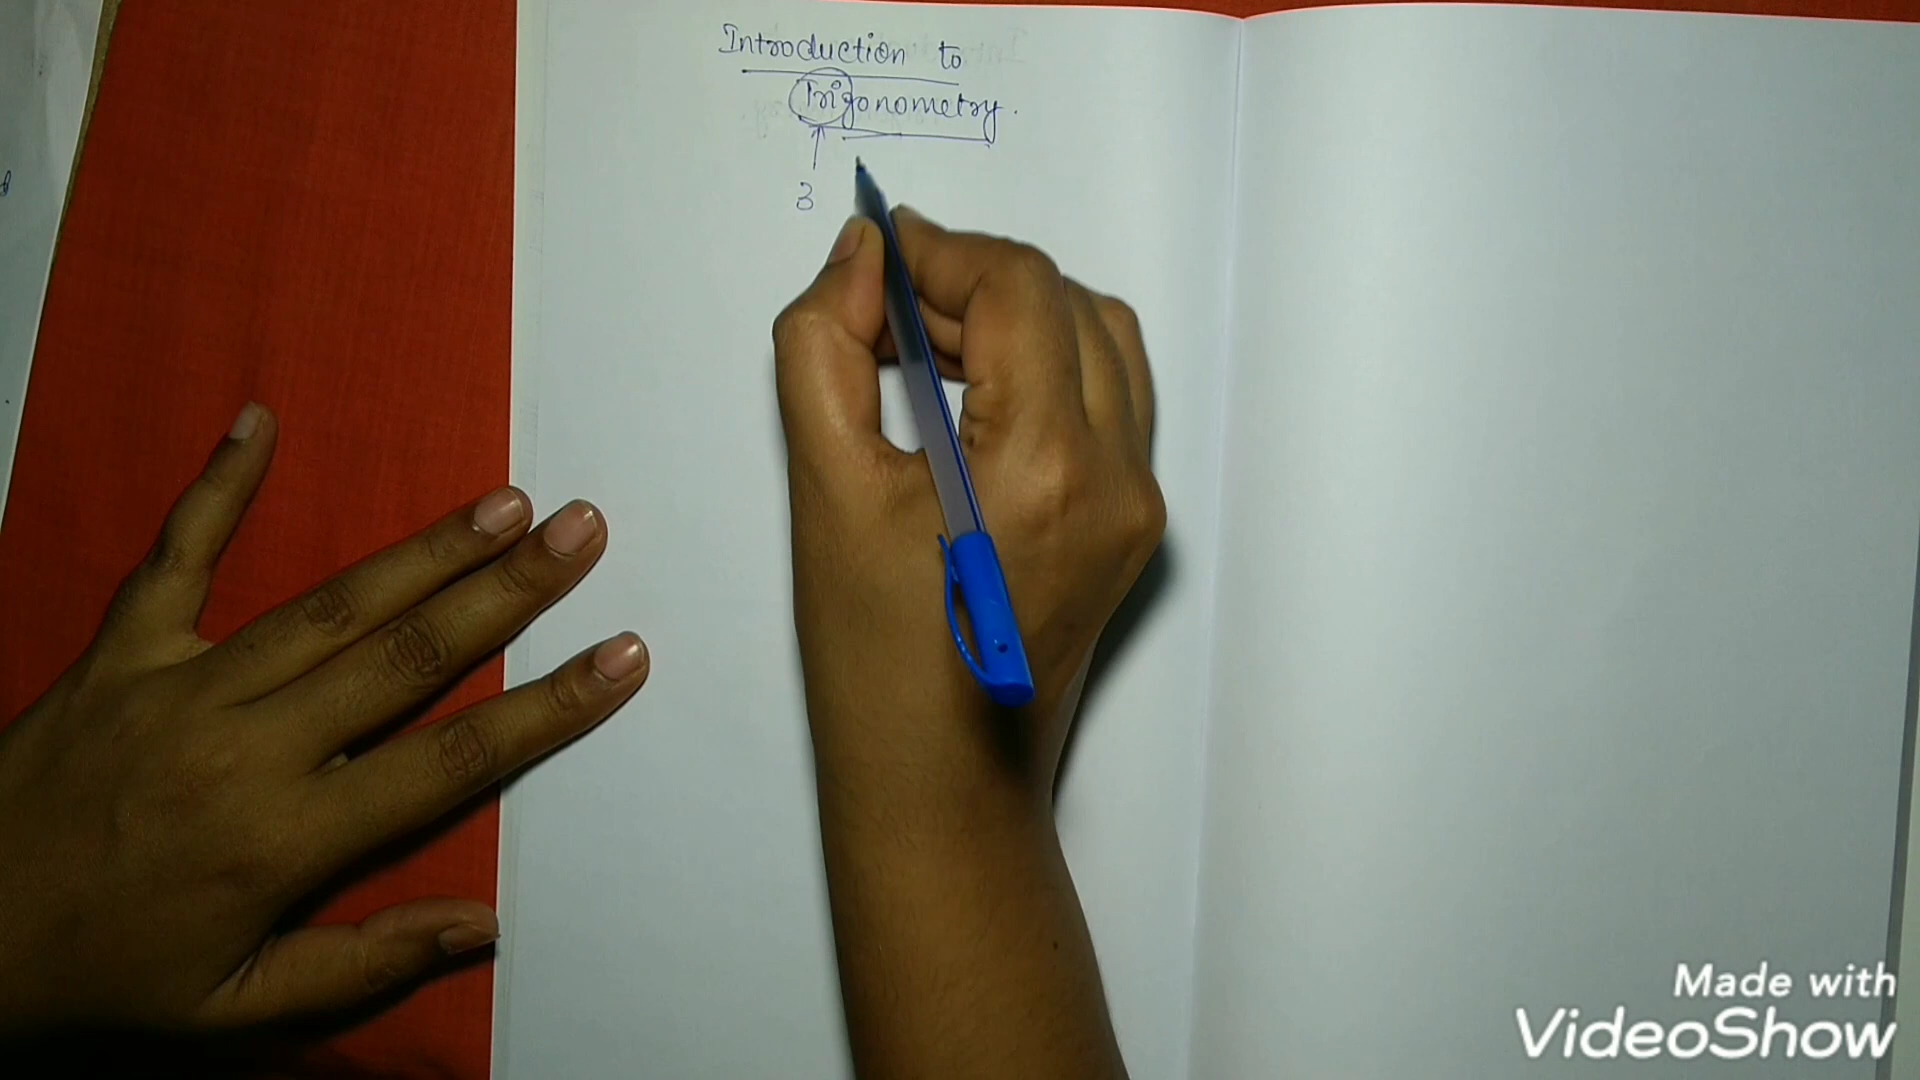 Introduction to
Trigonometry.
3
Made with
VideoShow